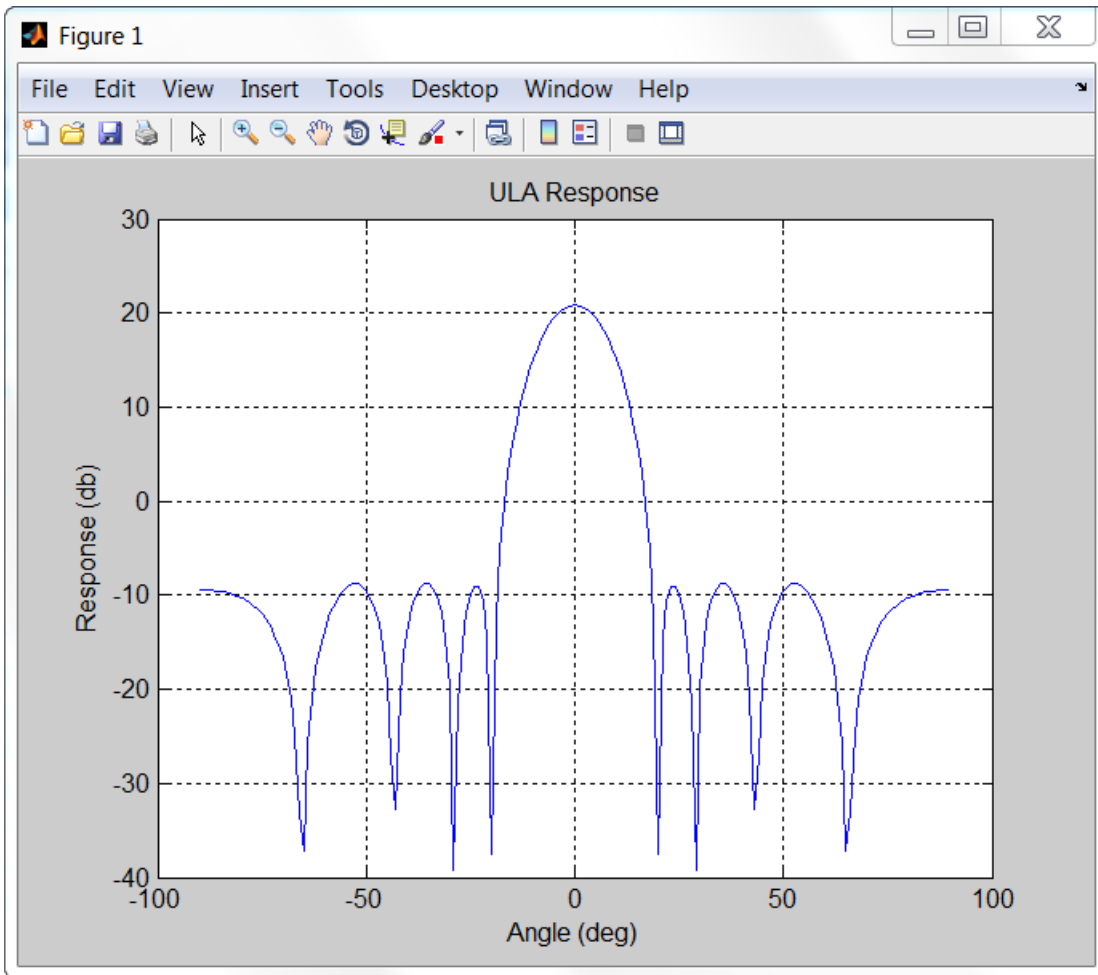 Figure 1
File Edit View Insert Tools Desktop Window Help
ULA Response
30
20
10
0
-10
-20
-30
-40
Response (db)
-100 -50 0 50 100
Angle (deg)